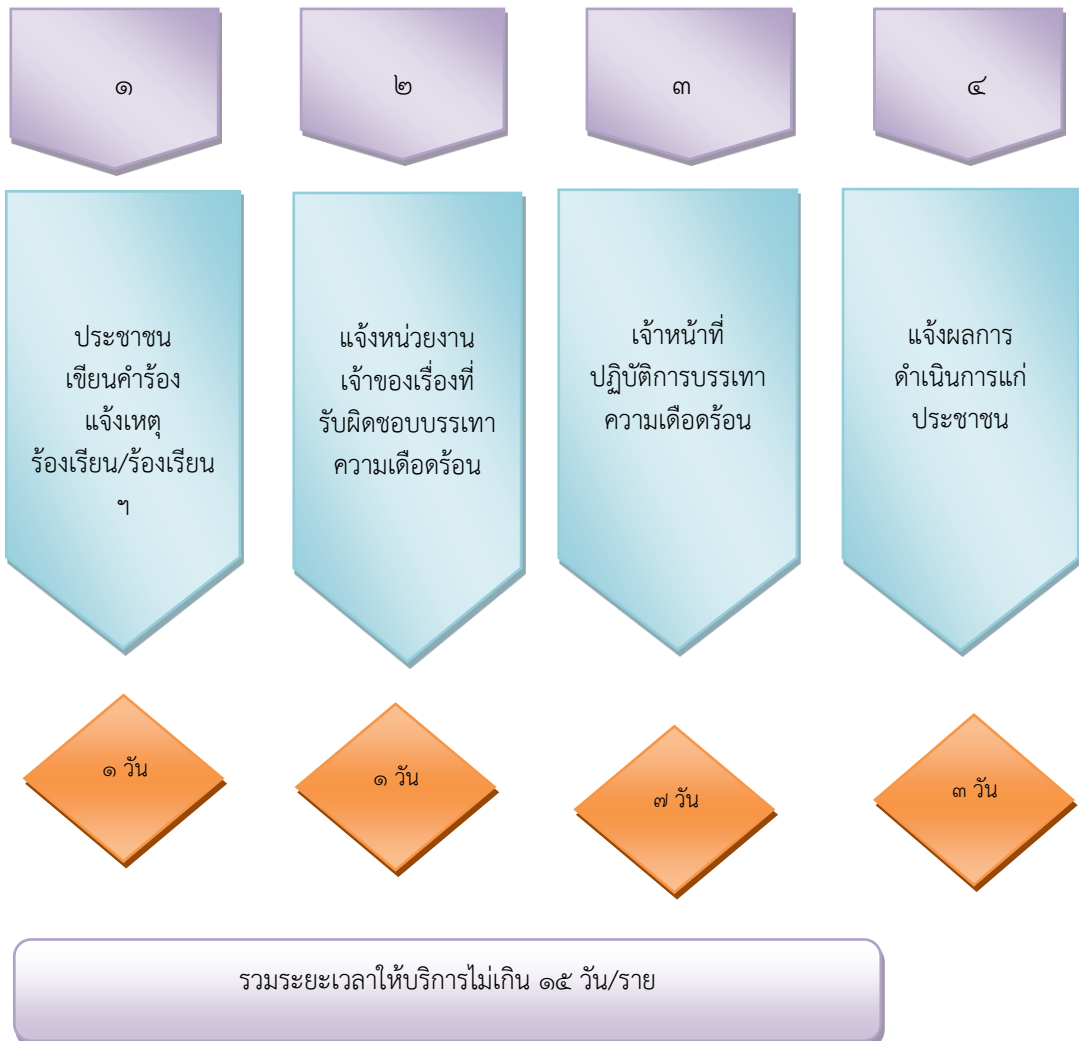 ๑
๒
๓
๔
ประชาชน
เขียนคำร้อง
แจ้งเหตุ
ร้องเรียน/ร้องเรียน
ฯ
แจ้งหน่วยงาน
เจ้าของเรื่องที่
รับผิดชอบบรรเทา
ความเดือดร้อน
เจ้าหน้าที่
ปฏิบัติการบรรเทา
ความเดือดร้อน
แจ้งผลการ
ดำเนินการแก่
ประชาชน
๑ วัน
๑ วัน
๗ วัน
๓ วัน
รวมระยะเวลาให้บริการไม่เกิน ๑๕ วัน/ราย